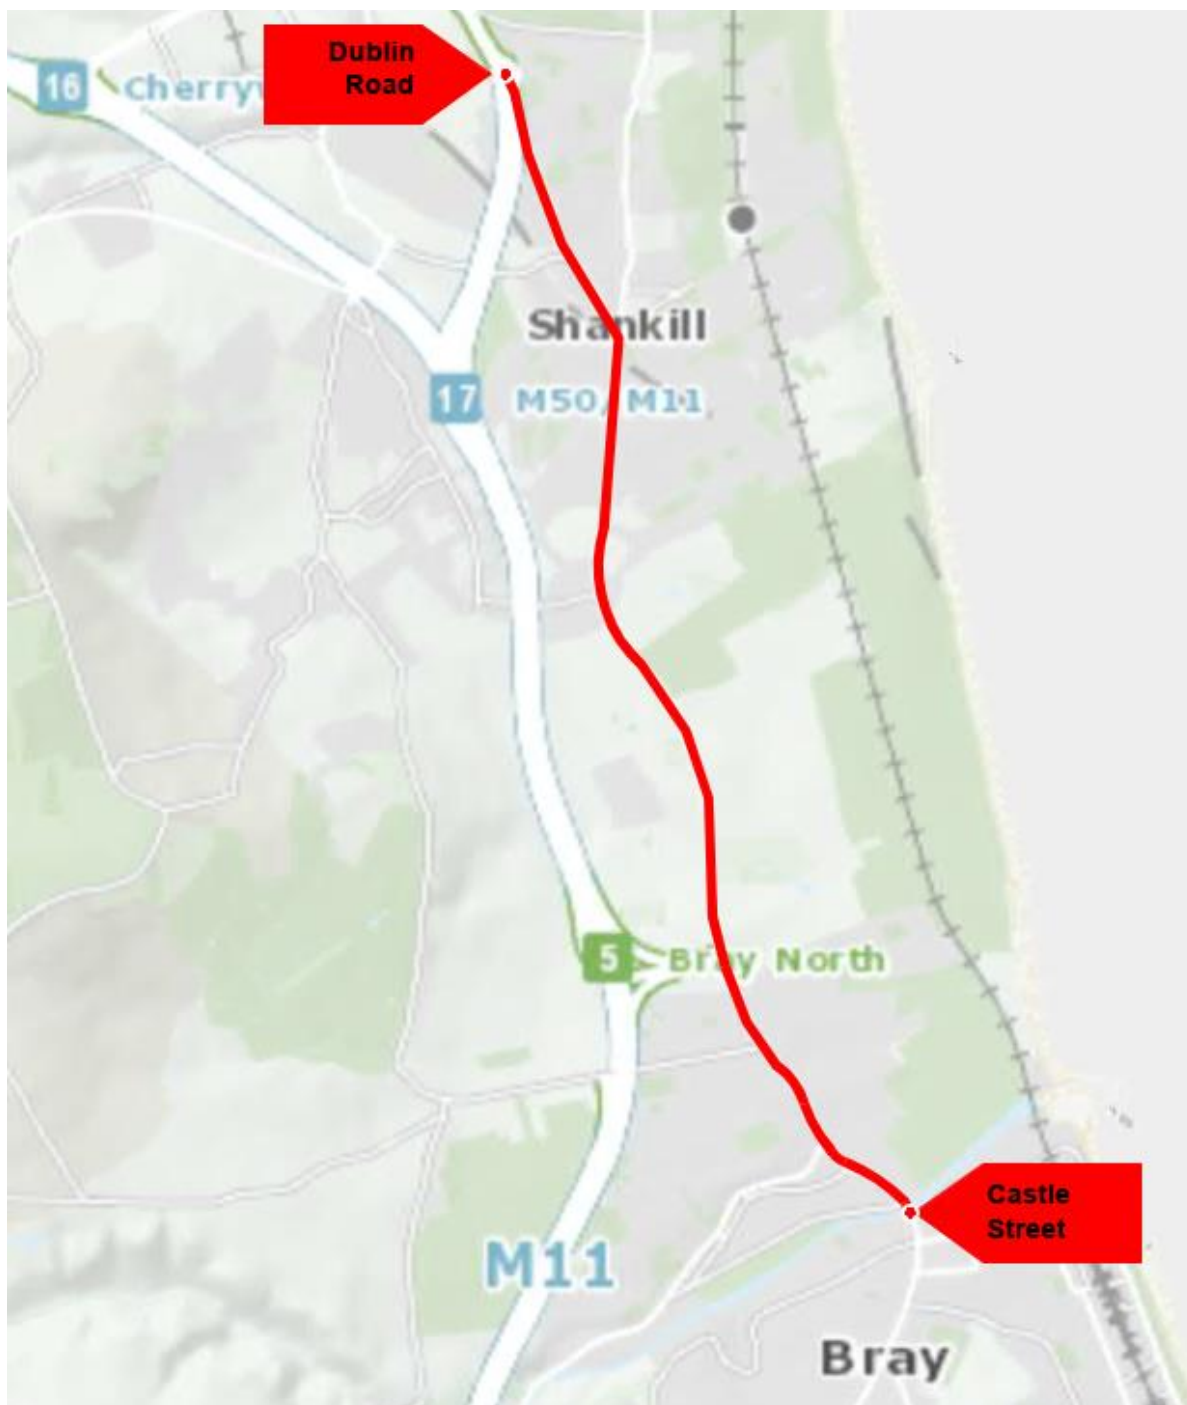 Dublin
Road
16
Cherryw
Shankill
17 M50/M11
5 Bray North
Castle
Street
M11
Bray